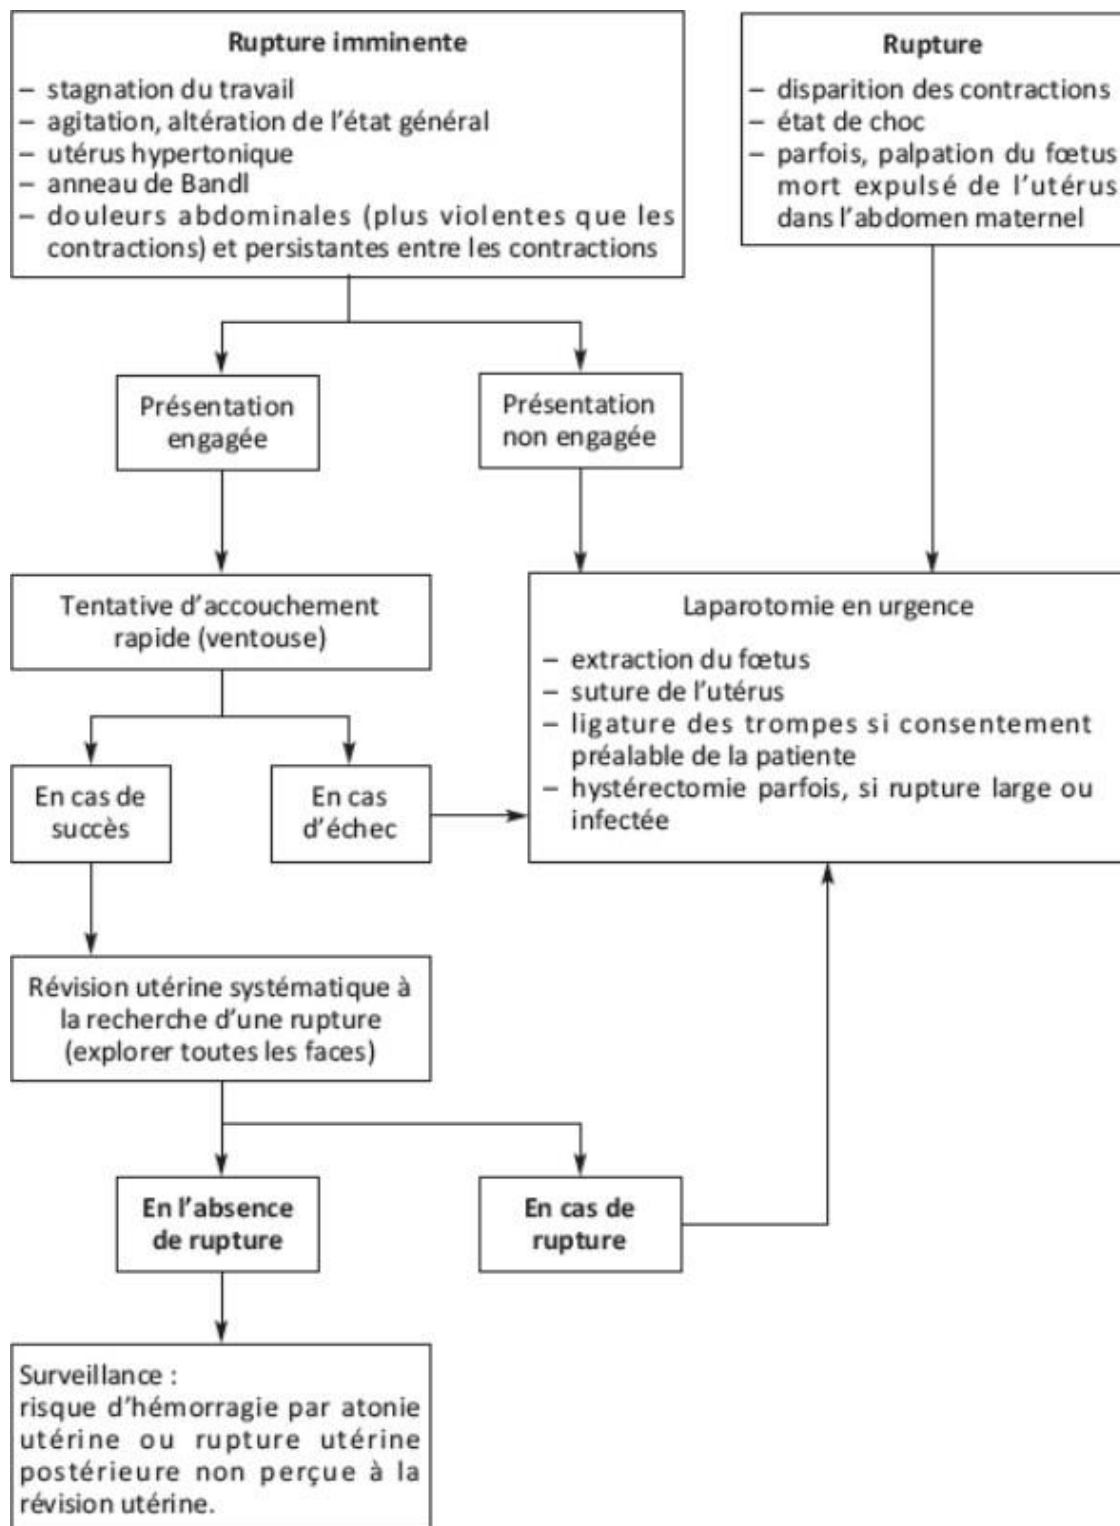 Rupture imminente
– stagnation du travail
– agitation, altération de l'état général
– utérus hypertonique
– anneau de Bandl
– douleurs abdominales (plus violentes que les
contractions) et persistantes entre les contractions
Rupture
– disparition des contractions
– état de choc
– parfois, palpation du fœtus
mort expulsé de l'utérus
dans l'abdomen maternel
Présentation
engagée
Présentation
non engagée
Tentative d'accouchement
rapide (ventouse)
Laparotomie en urgence
– extraction du fœtus
– suture de l'utérus
– ligature des trompes si consentement
préalable de la patiente
– hystérectomie parfois, si rupture large ou
infectée
En cas de
succès
En cas
d'échec
Révision utérine systématique à
la recherche d'une rupture
(explorer toutes les faces)
En l'absence
de rupture
En cas de
rupture
Surveillance :
risque d'hémorragie par atonie
utérine ou rupture utérine
postérieure non perçue à la
révision utérine.